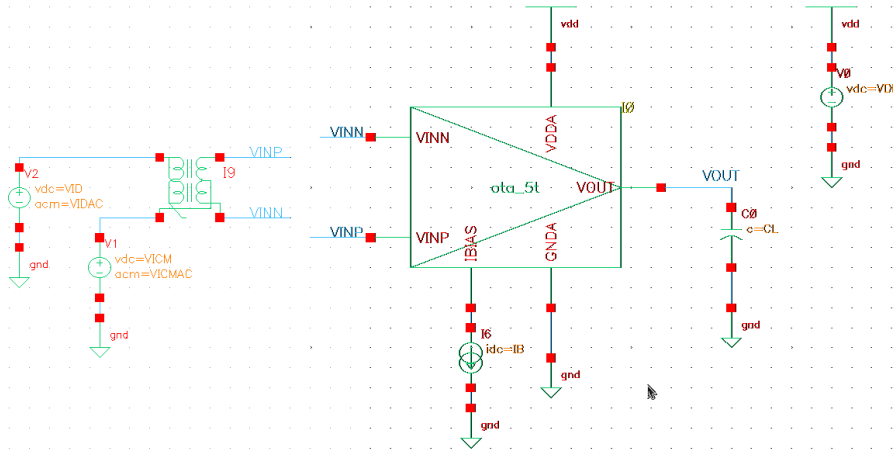 vdd
vdd
I0
V0
vdc=VD
VINN
VINN
VDDA
VINP
V2
I9
vdc=VID
acm=VIDAC
ota_5t
VOUT
VOUT
gnd
VINN
C0
c=CL
VINP
VINP
IBIAS
GNDA
V1
gnd
vdc=VICM
acm=VICMAC
gnd
I6
idc=IB
gnd
gnd
gnd